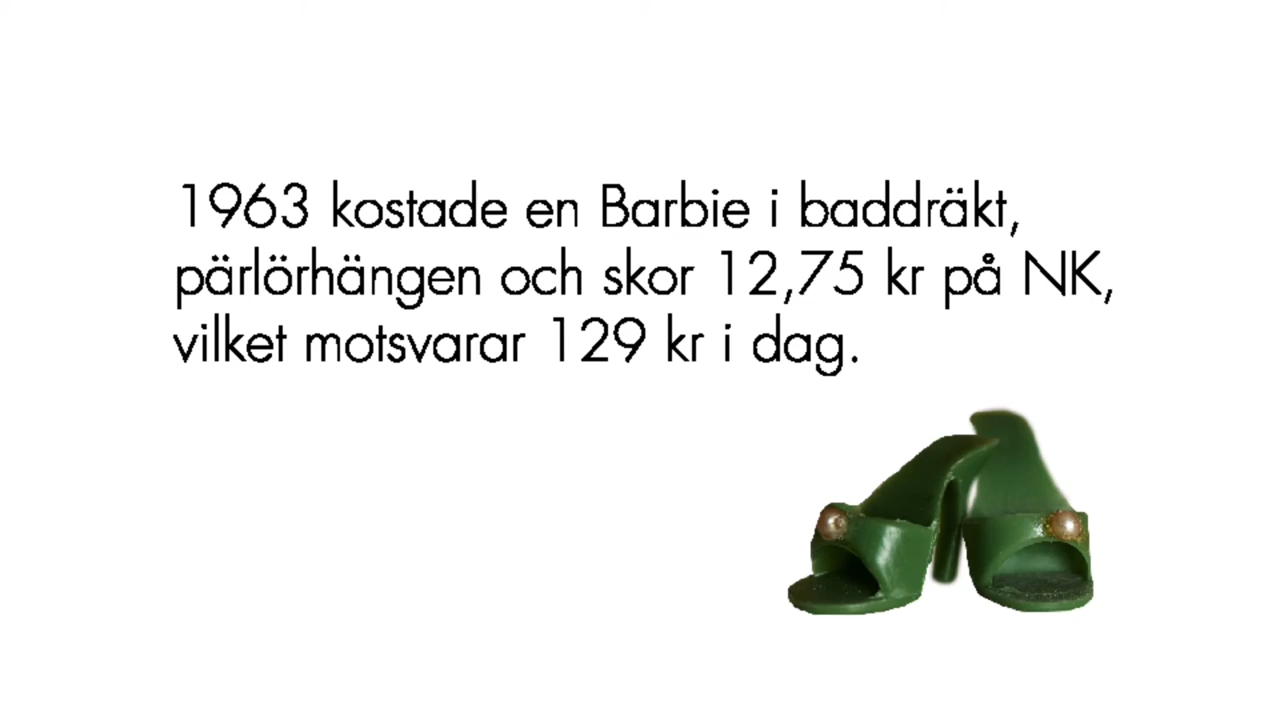 1963 kostade en Barbie i baddräkt,
pärlörhängen och skor 12,75 kr på NK,
vilket motsvarar 129 kr i dag.